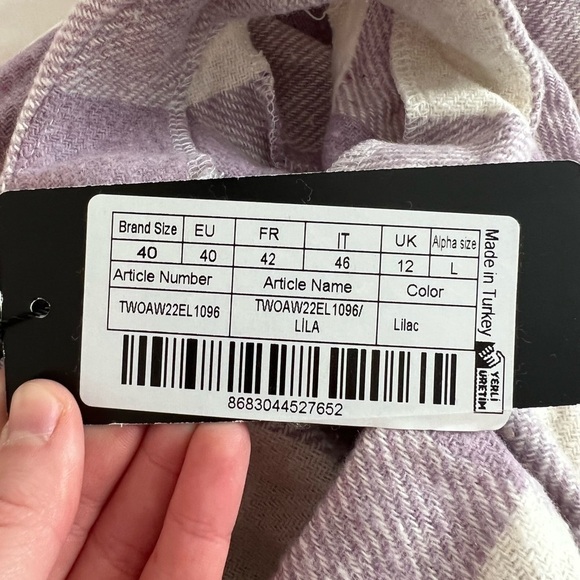 Brand Size EU FR IT UK Alpha size
40 40 42 46 12 L
Article Number Article Name Color
TWOAW22EL1096 TWOAW22EL1096/
LİLA Lilac
8683044527652
Made in Turkey
YERLİ
ÜRETİM